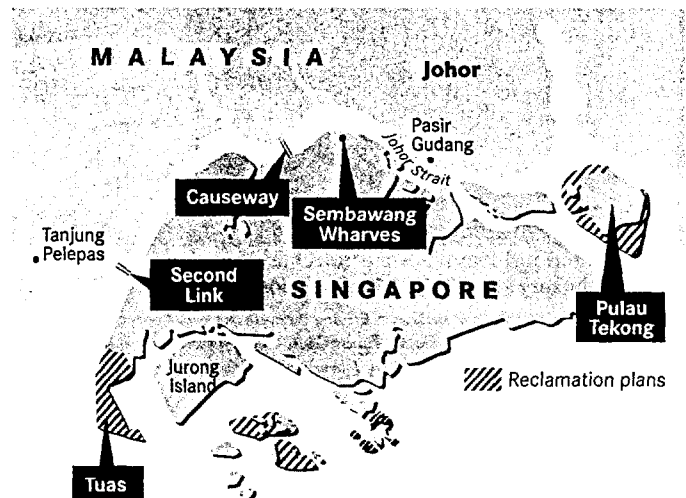 MALAYSIA
Johor
Pasir
Gudang
Johor Strait
Causeway
Sembawang
Wharves
Tanjung
Pelepas
Second
Link
SINGAPORE
Pulau
Tekong
Jurong
Island
Reclamation plans
Tuas